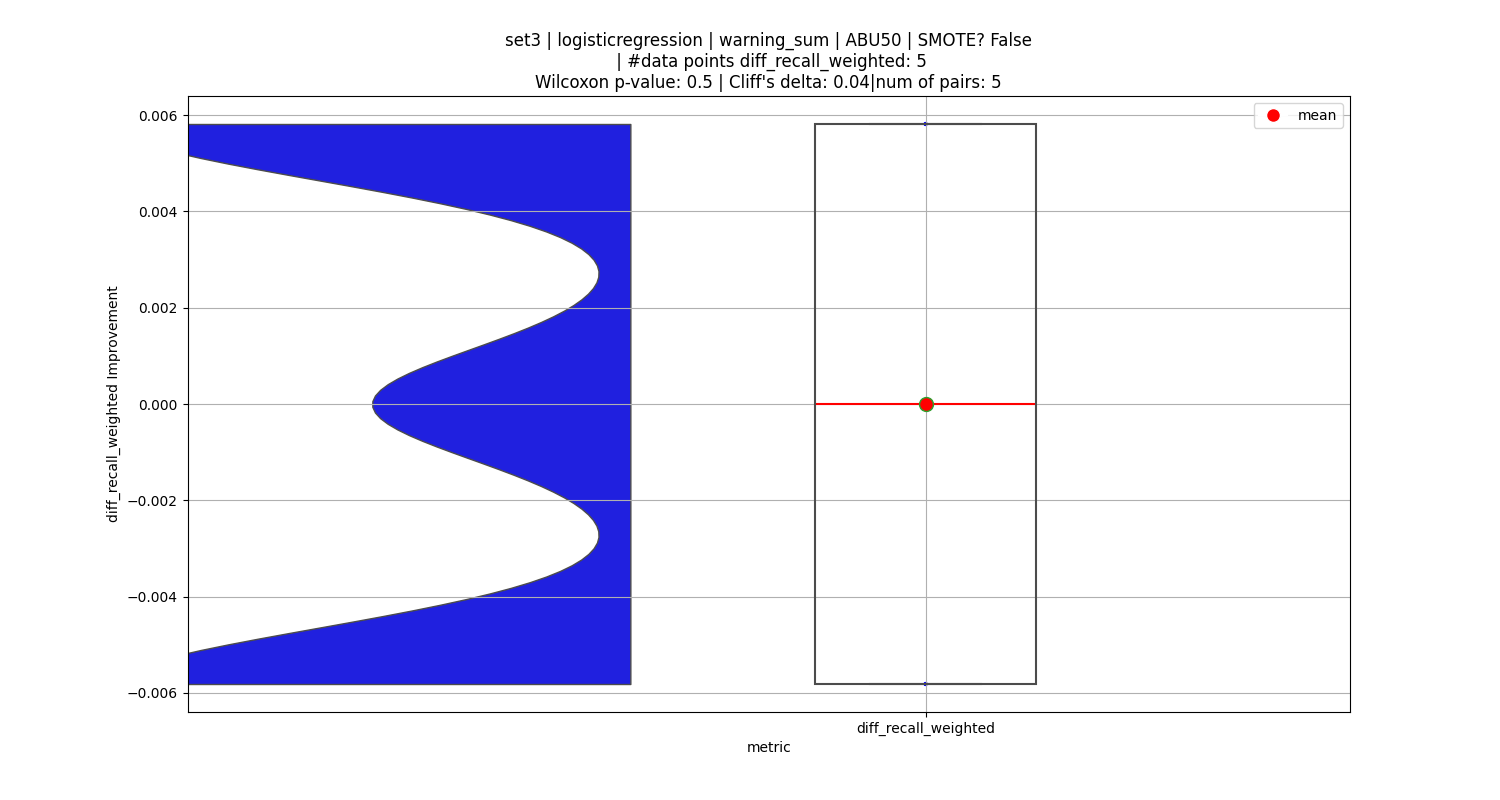 set3 | logisticregression | warning_sum | ABU50 | SMOTE? False
| #data points diff_recall_weighted: 5
Wilcoxon p-value: 0.5 | Cliff's delta: 0.04|num of pairs: 5
mean
0.006
0.004
0.002
0.000
−0.002
−0.004
−0.006
diff_recall_weighted Improvement
diff_recall_weighted
metric